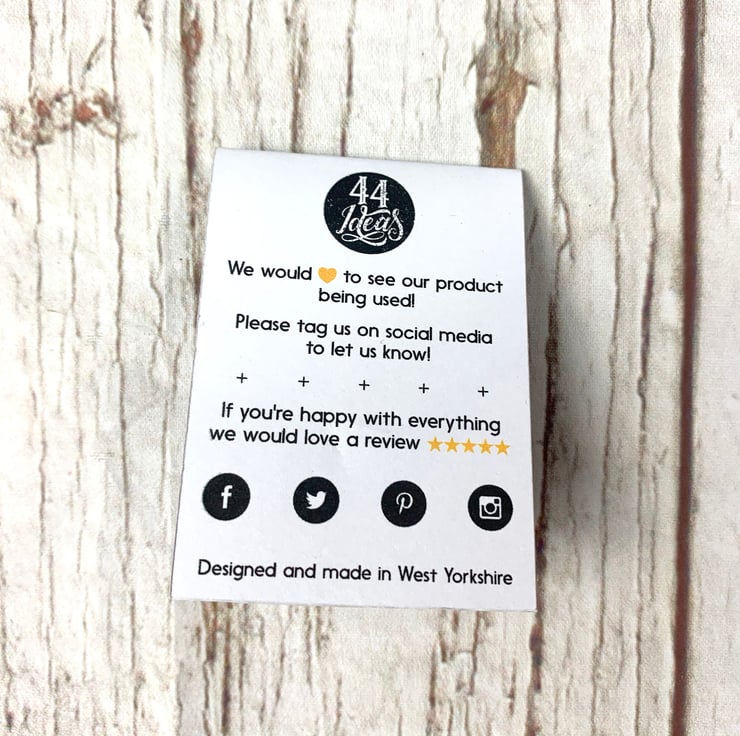 44
Ideas
We would 🧡 to see our product
being used!
Please tag us on social media
to let us know!
+ + + + +
If you're happy with everything
we would love a review ★★★★★
Designed and made in West Yorkshire